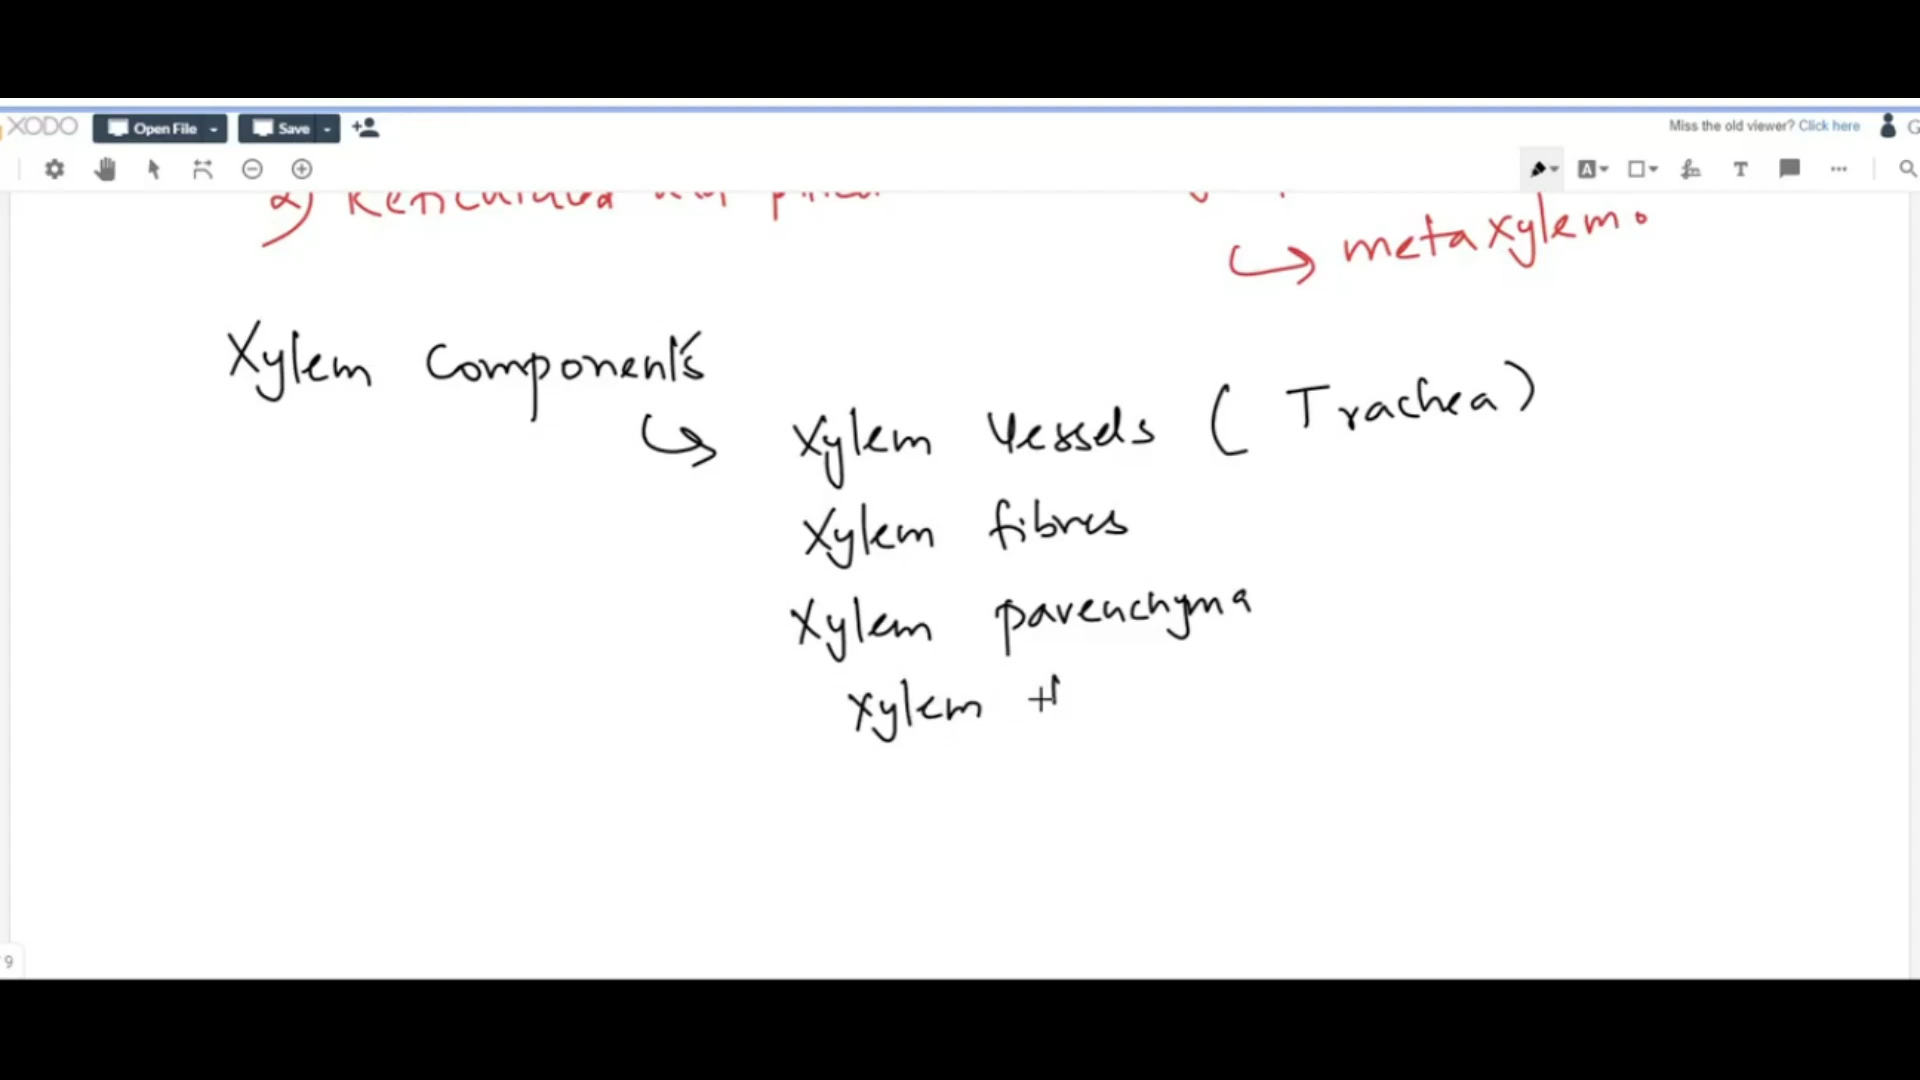 XODO Open File Save
Miss the old viewer? Click here G
metaxylem.
Xylem Components
Xylem Vessels (Trachea)
Xylem fibres
Xylem parenchyma
Xylem
9